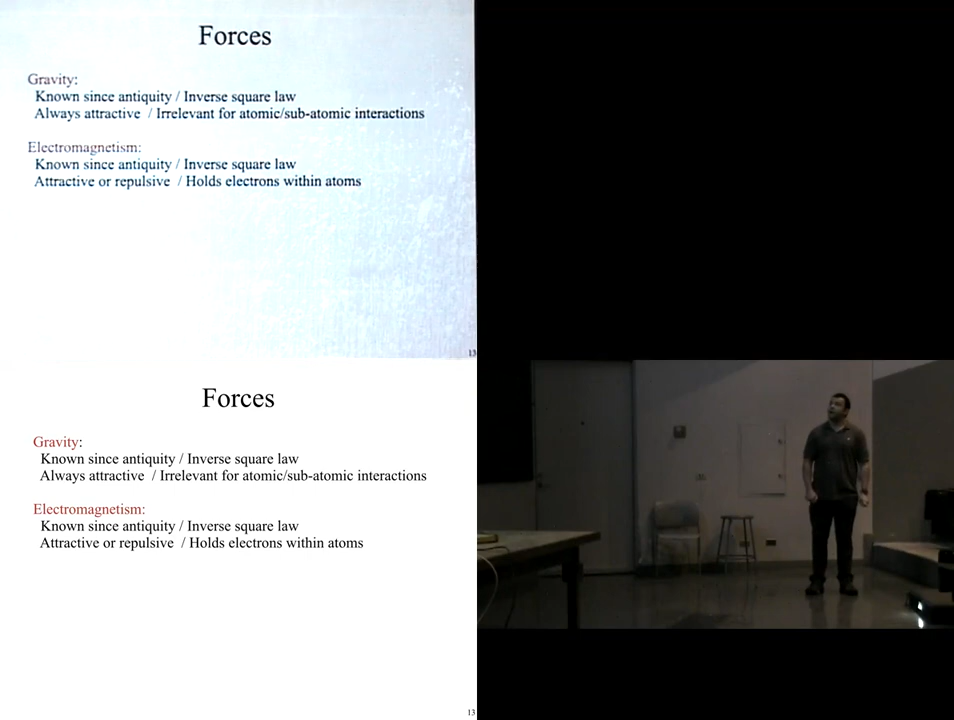 Forces
Gravity:
Known since antiquity / Inverse square law
Always attractive / Irrelevant for atomic/sub-atomic interactions
Electromagnetism:
Known since antiquity / Inverse square law
Attractive or repulsive / Holds electrons within atoms
13
Forces
Gravity:
Known since antiquity / Inverse square law
Always attractive / Irrelevant for atomic/sub-atomic interactions
Electromagnetism:
Known since antiquity / Inverse square law
Attractive or repulsive / Holds electrons within atoms
13